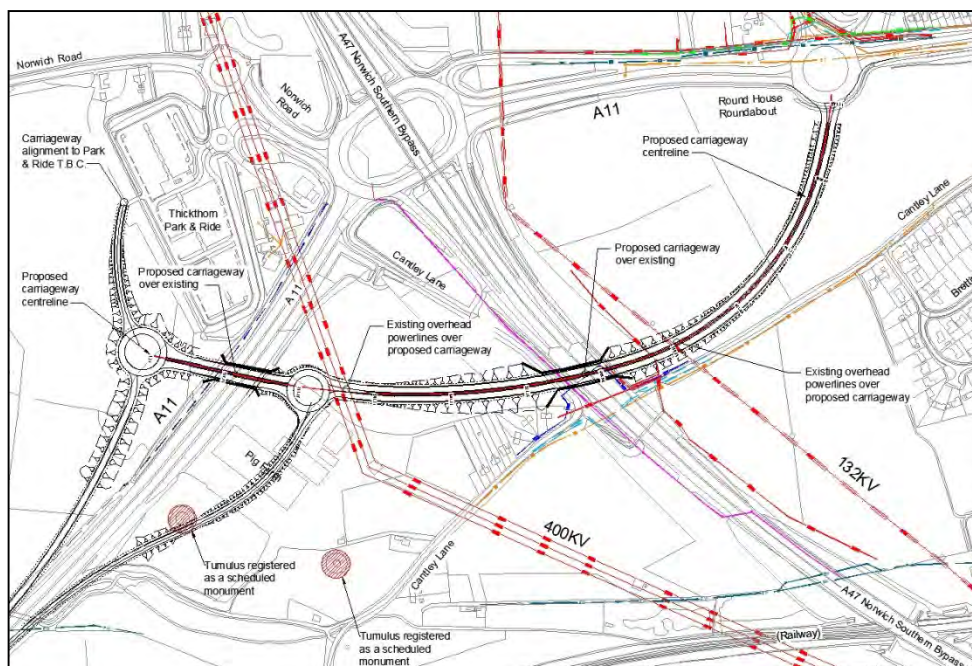 Norwich Road
Norwich
Road
A47 Norwich Southern Bypass
A11
Round House
Roundabout
Carriageway
alignment to Park
& Ride T.B.C.
Proposed carriageway
centreline
Thickthorn
Park & Ride
Cantley Lane
Proposed
carriageway
centreline
Proposed carriageway
over existing
A11
Cantley Lane
Proposed carriageway
over existing
Existing overhead
powerlines over
proposed carriageway
Existing overhead
powerlines over
proposed carriageway
A11
Pig
132KV
400KV
Tumulus registered
as a scheduled
monument
Cantley Lane
Tumulus registered
as a scheduled
monument
(Railway)
A47 Norwich Southern Bypass